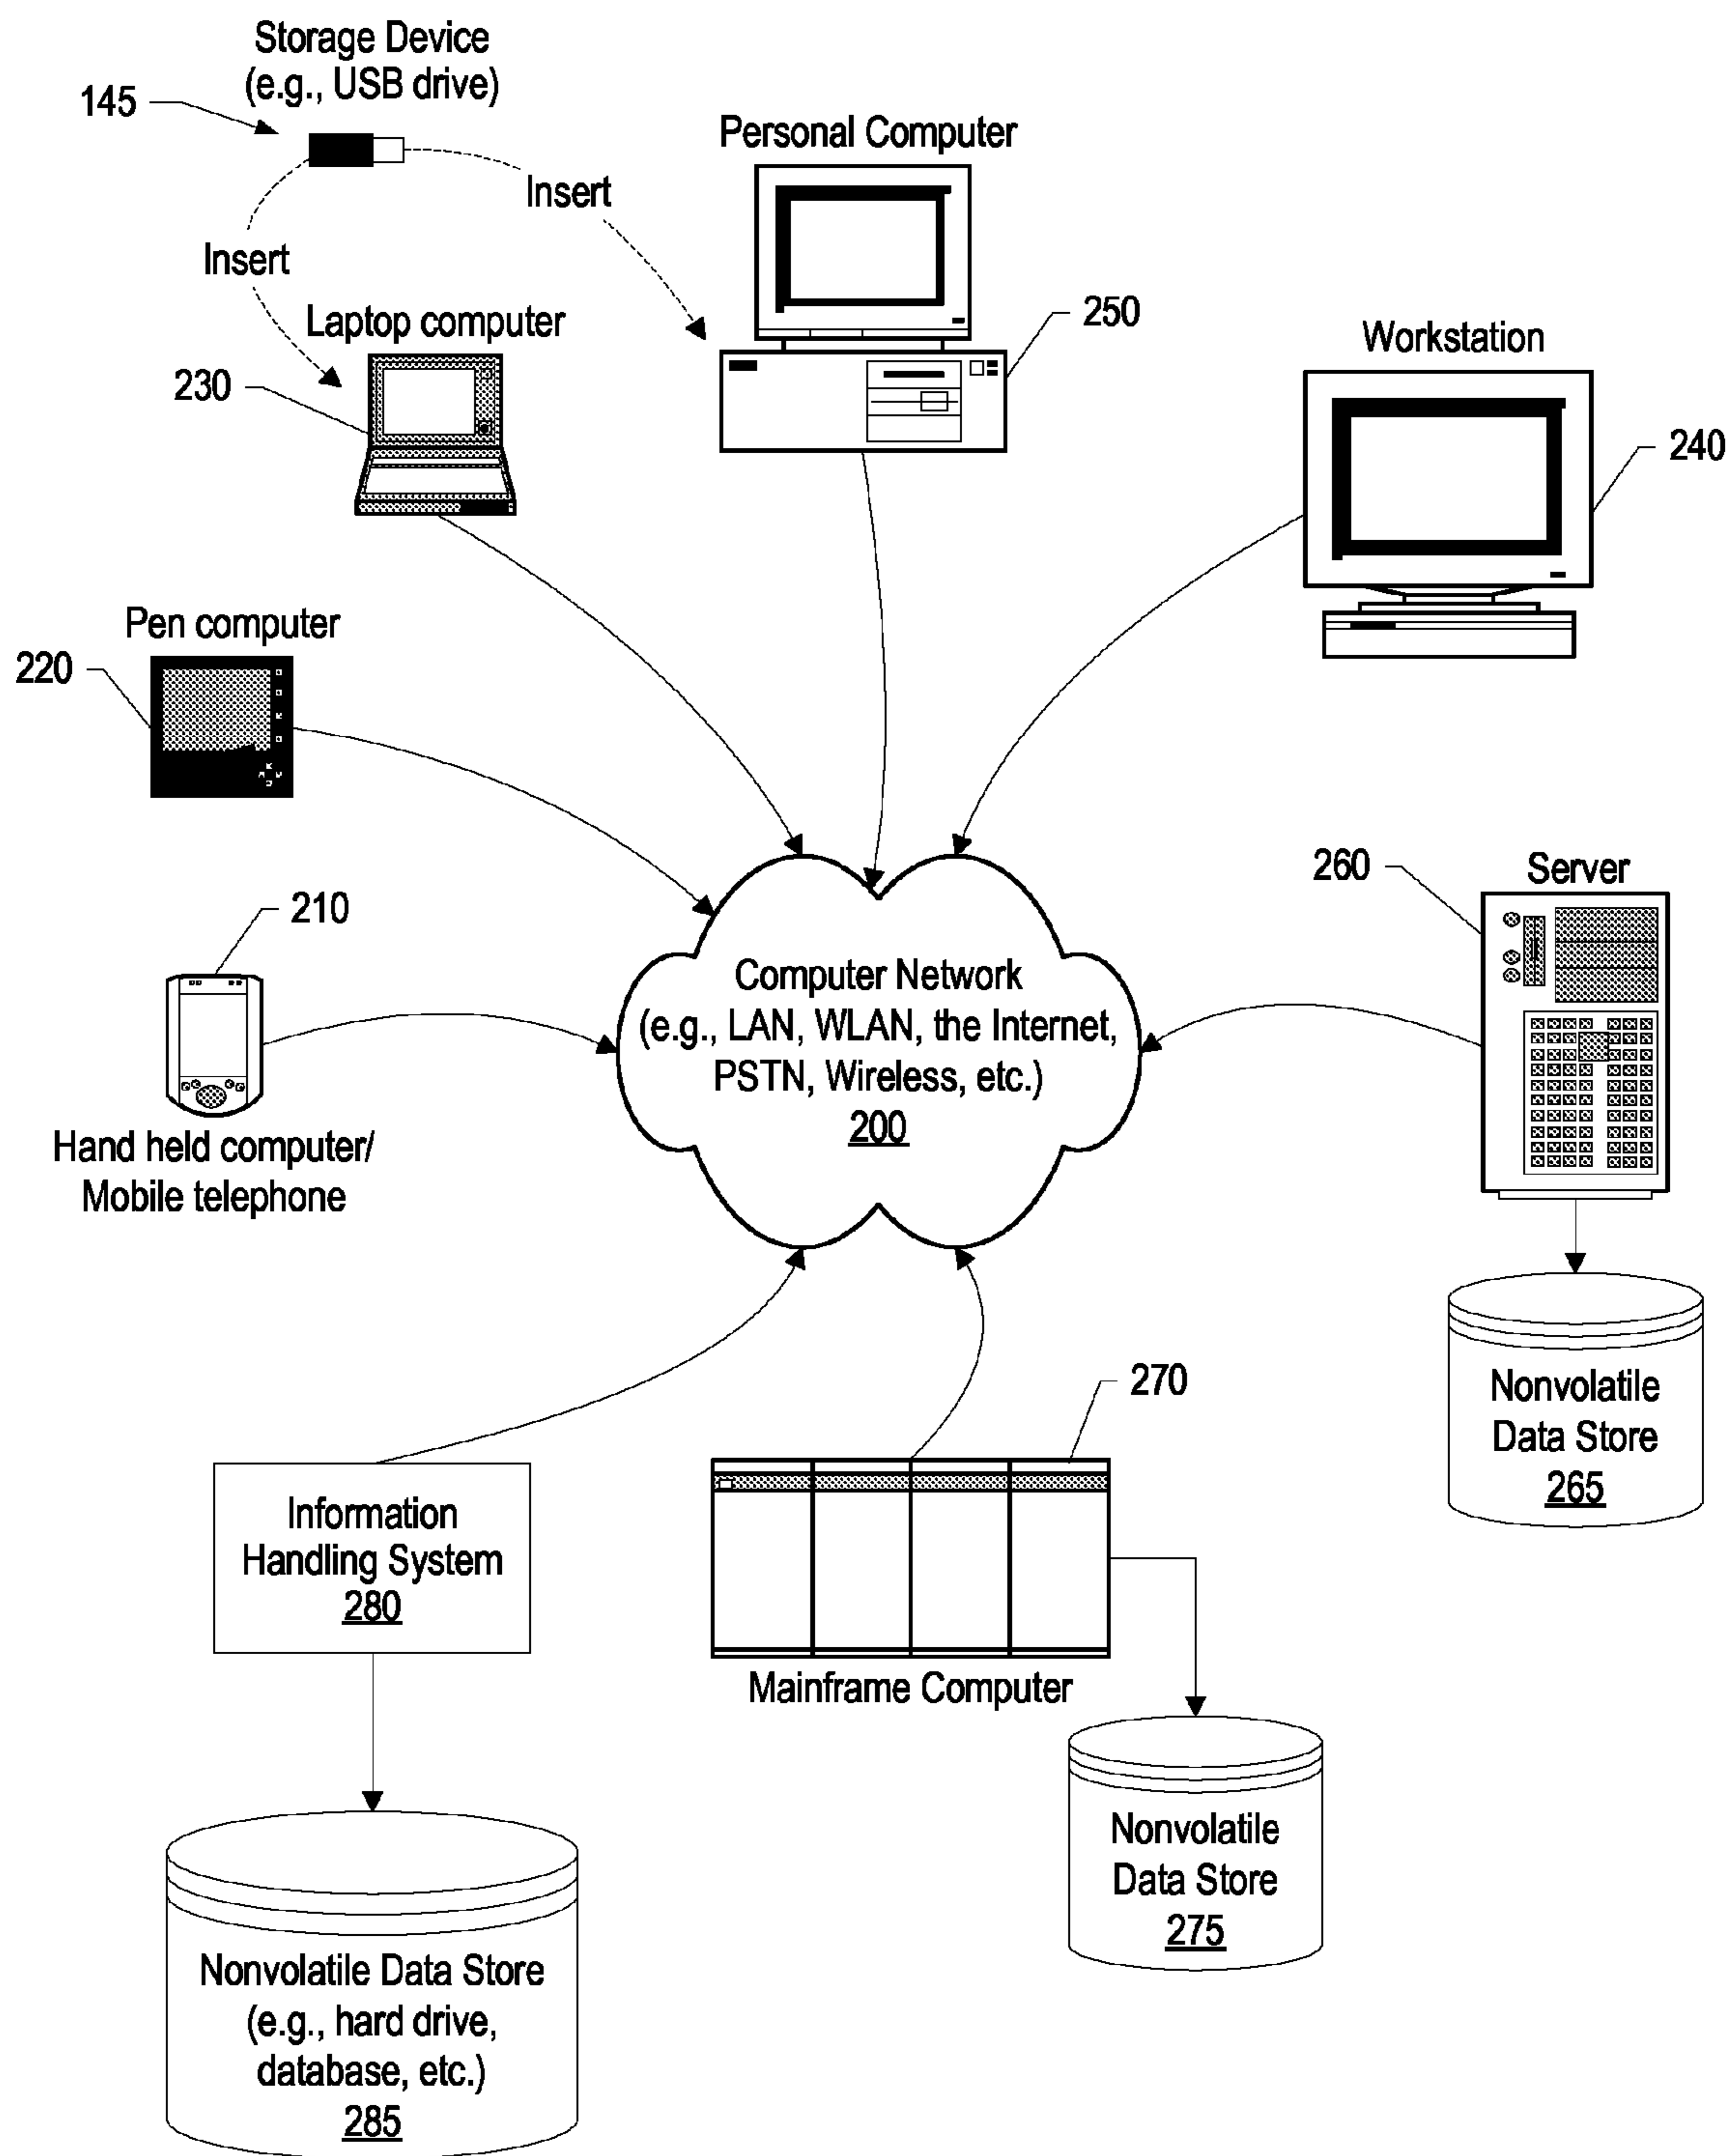 Storage Device
(e.g., USB drive)
145
Personal Computer
Insert
Insert
Laptop computer
250
Workstation
230
240
Pen computer
220
260
Server
210
Computer Network
(e.g., LAN, WLAN, the Internet,
PSTN, Wireless, etc.)
200
Hand held computer/
Mobile telephone
270
Nonvolatile
Data Store
265
Information
Handling System
280
Mainframe Computer
Nonvolatile
Data Store
275
Nonvolatile Data Store
(e.g., hard drive,
database, etc.)
285